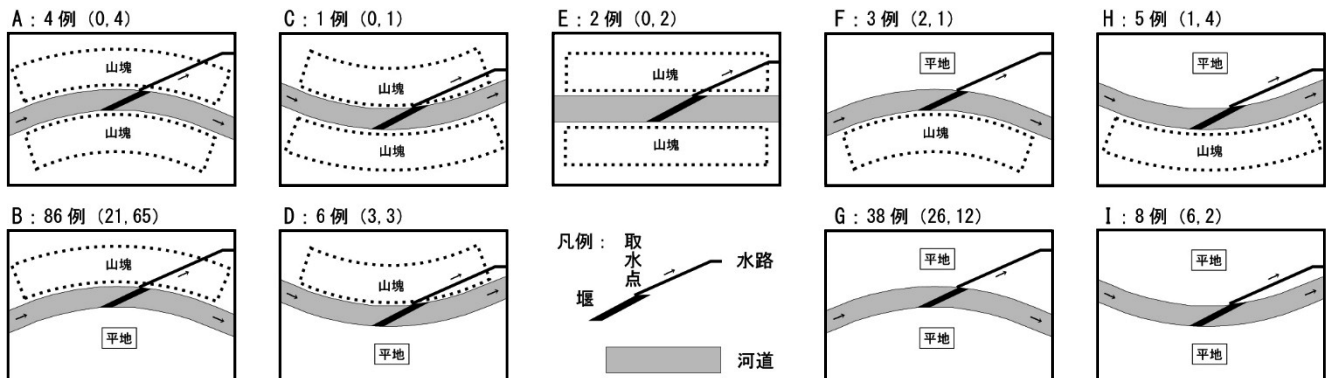 A：4例（0,4）
山塊
山塊
C：1例（0,1）
山塊
山塊
E：2例（0,2）
山塊
山塊
F：3例（2,1）
平地
山塊
H：5例（1,4）
平地
山塊
B：86例（21,65）
山塊
平地
D：6例（3,3）
山塊
平地
凡例：
取水点
水路
堰
河道
G：38例（26,12）
平地
平地
I：8例（6,2）
平地
平地